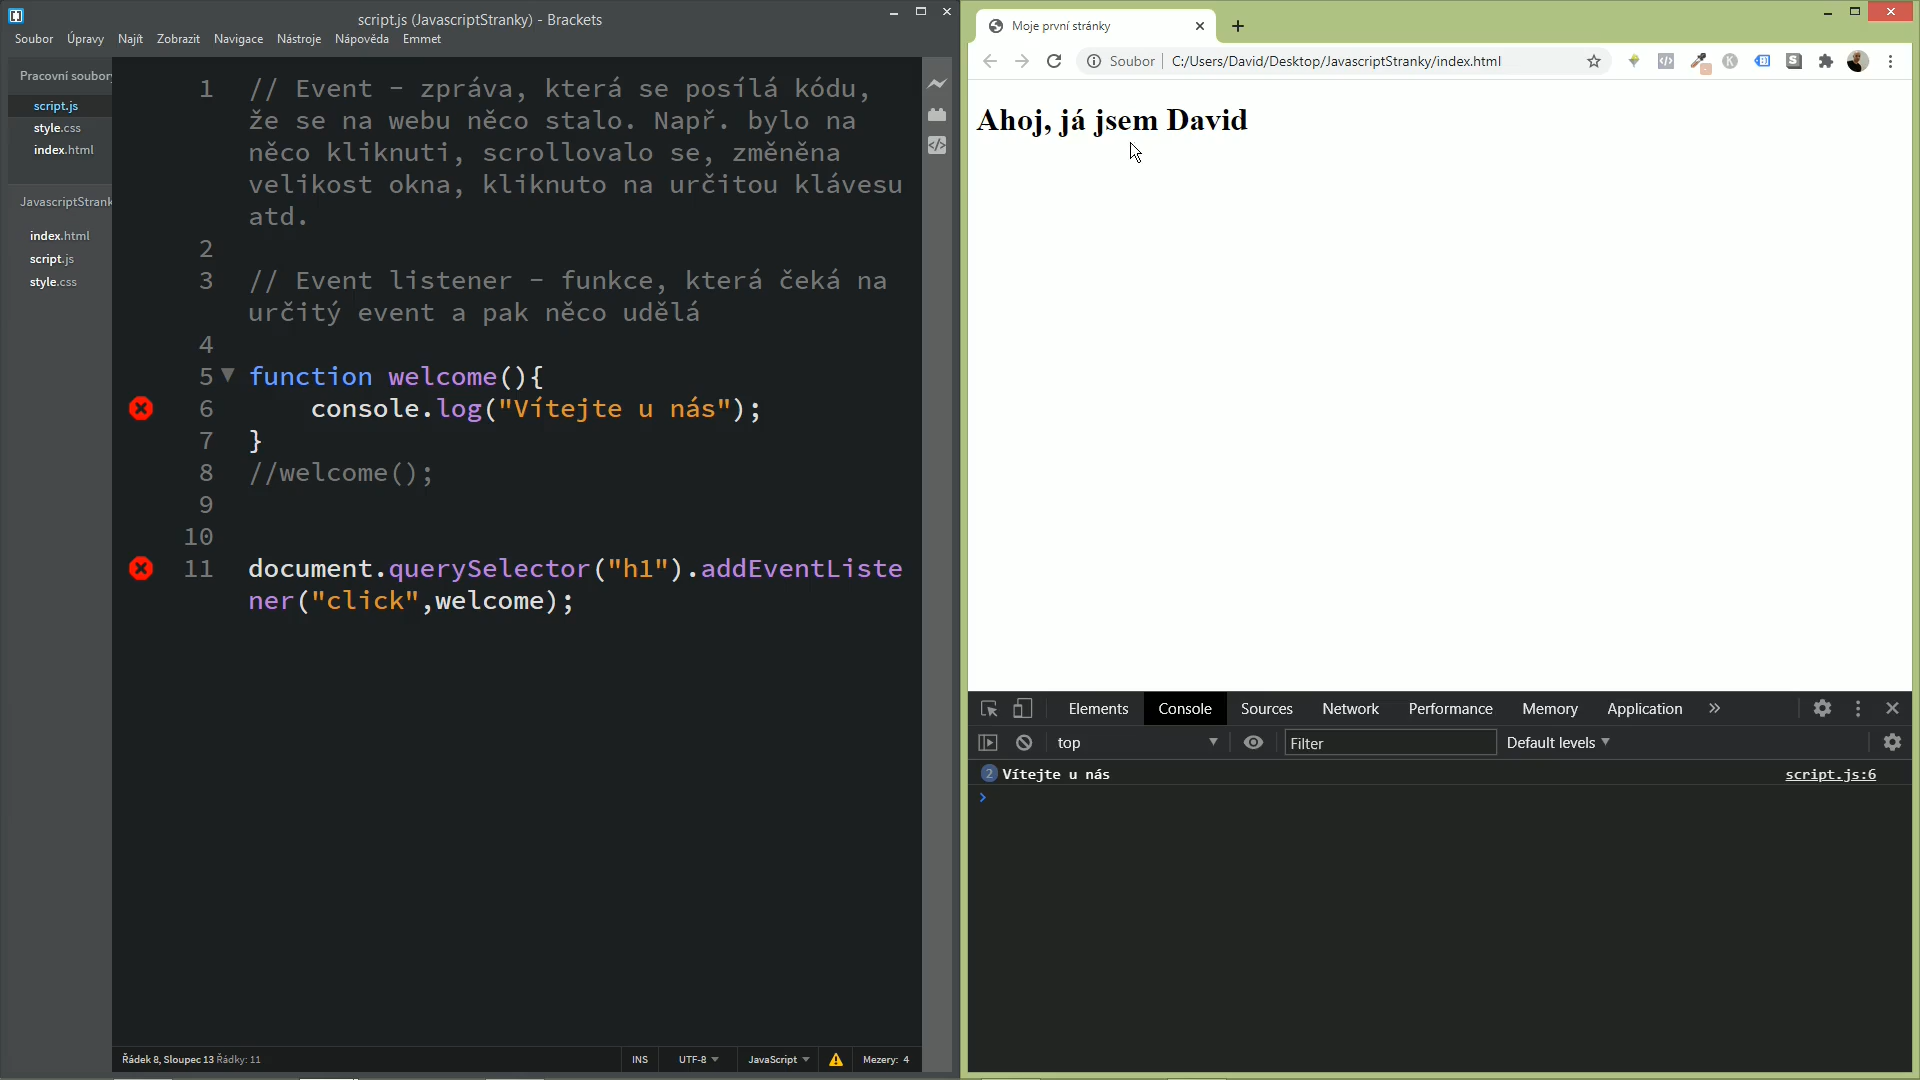 script.js (JavascriptStranky) - Brackets
Soubor Úpravy Najít Zobrazit Navigace Nástroje Nápověda Emmet
Pracovní soubory
script.js
style.css
index.html
JavascriptStrank
index.html
script.js
style.css
1 // Event - zpráva, která se posílá kódu,
že se na webu něco stalo. Např. bylo na
něco kliknuti, scrollovalo se, změněna
velikost okna, kliknuto na určitou klávesu
atd.
2
3 // Event listener - funkce, která čeká na
určitý event a pak něco udělá
4
5 function welcome(){
6 console.log("Vítejte u nás");
7 }
8 //welcome();
9
10
11 document.querySelector("h1").addEventListe
ner("click",welcome);
Řádek 8, Sloupec 13 Řádky: 11
INS UTF-8 JavaScript Mezery: 4
Moje první stránky
Soubor C:/Users/David/Desktop/JavascriptStranky/index.html
Ahoj, já jsem David
Elements Console Sources Network Performance Memory Application »
top Filter Default levels
2 Vítejte u nás script.js:6